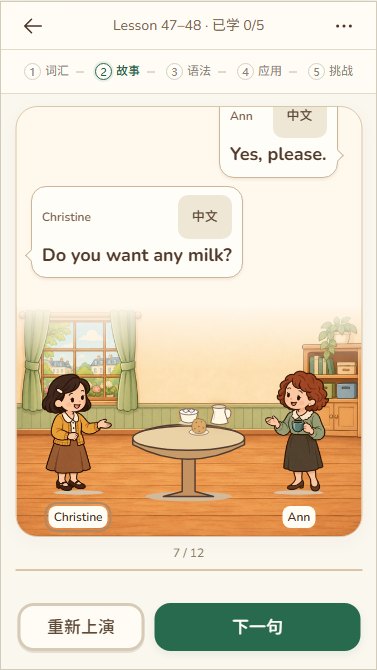 Lesson 47–48 · 已学 0/5
1 词汇 2 故事 3 语法 4 应用 5 挑战
Ann 中文
Yes, please.
Christine 中文
Do you want any milk?
Christine Ann
7 / 12
重新上演 下一句